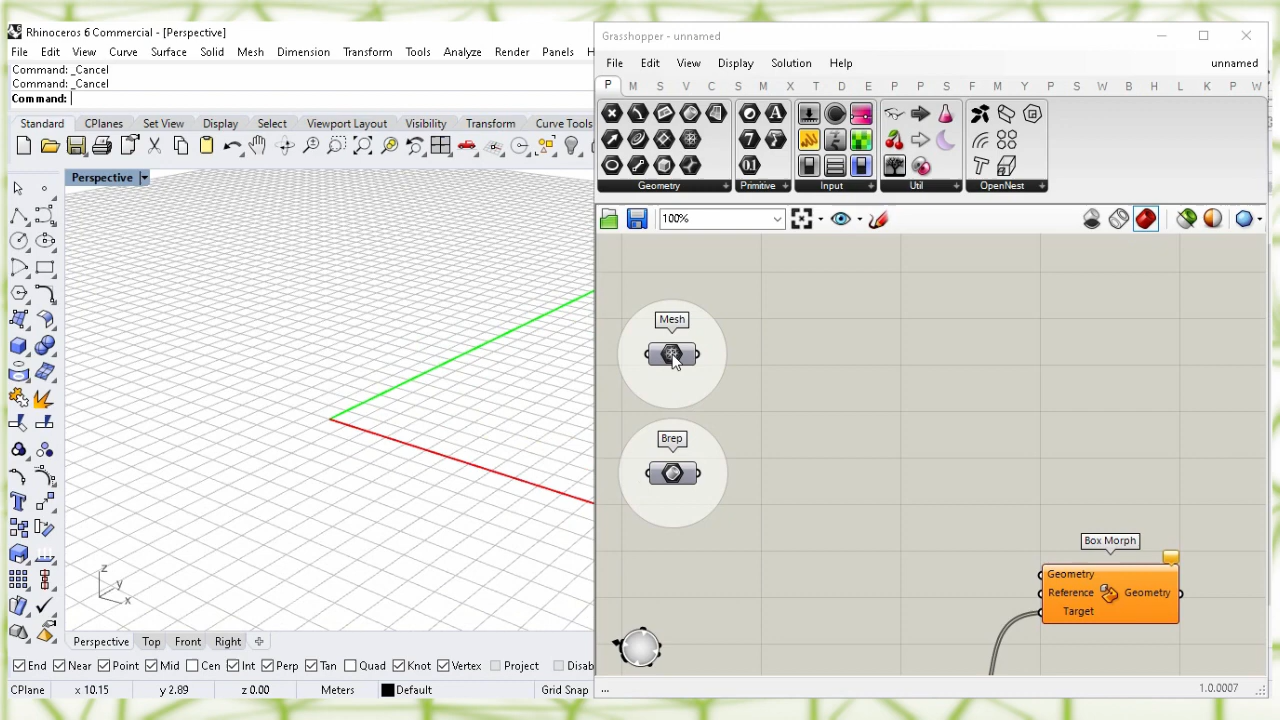 Rhinoceros 6 Commercial - [Perspective]
File Edit View Curve Surface Solid Mesh Dimension Transform Tools Analyze Render Panels H
Command: _Cancel
Command: _Cancel
Command:
Standard CPlanes Set View Display Select Viewport Layout Visibility Transform Curve Tools
Perspective
z
y
x
Perspective Top Front Right
End Near Point Mid Cen Int Perp Tan Quad Knot Vertex Project Disab
CPlane x 10.15 y 2.89 z 0.00 Meters Default Grid Snap
Grasshopper - unnamed
File Edit View Display Solution Help unnamed
P M S V C S M X T D A P P S F M Y T R S W B H L K P W
Geometry Primitive Input Util OpenNest
100%
Mesh
Brep
Box Morph
Geometry
Reference Geometry
Target
... 1.0.0007